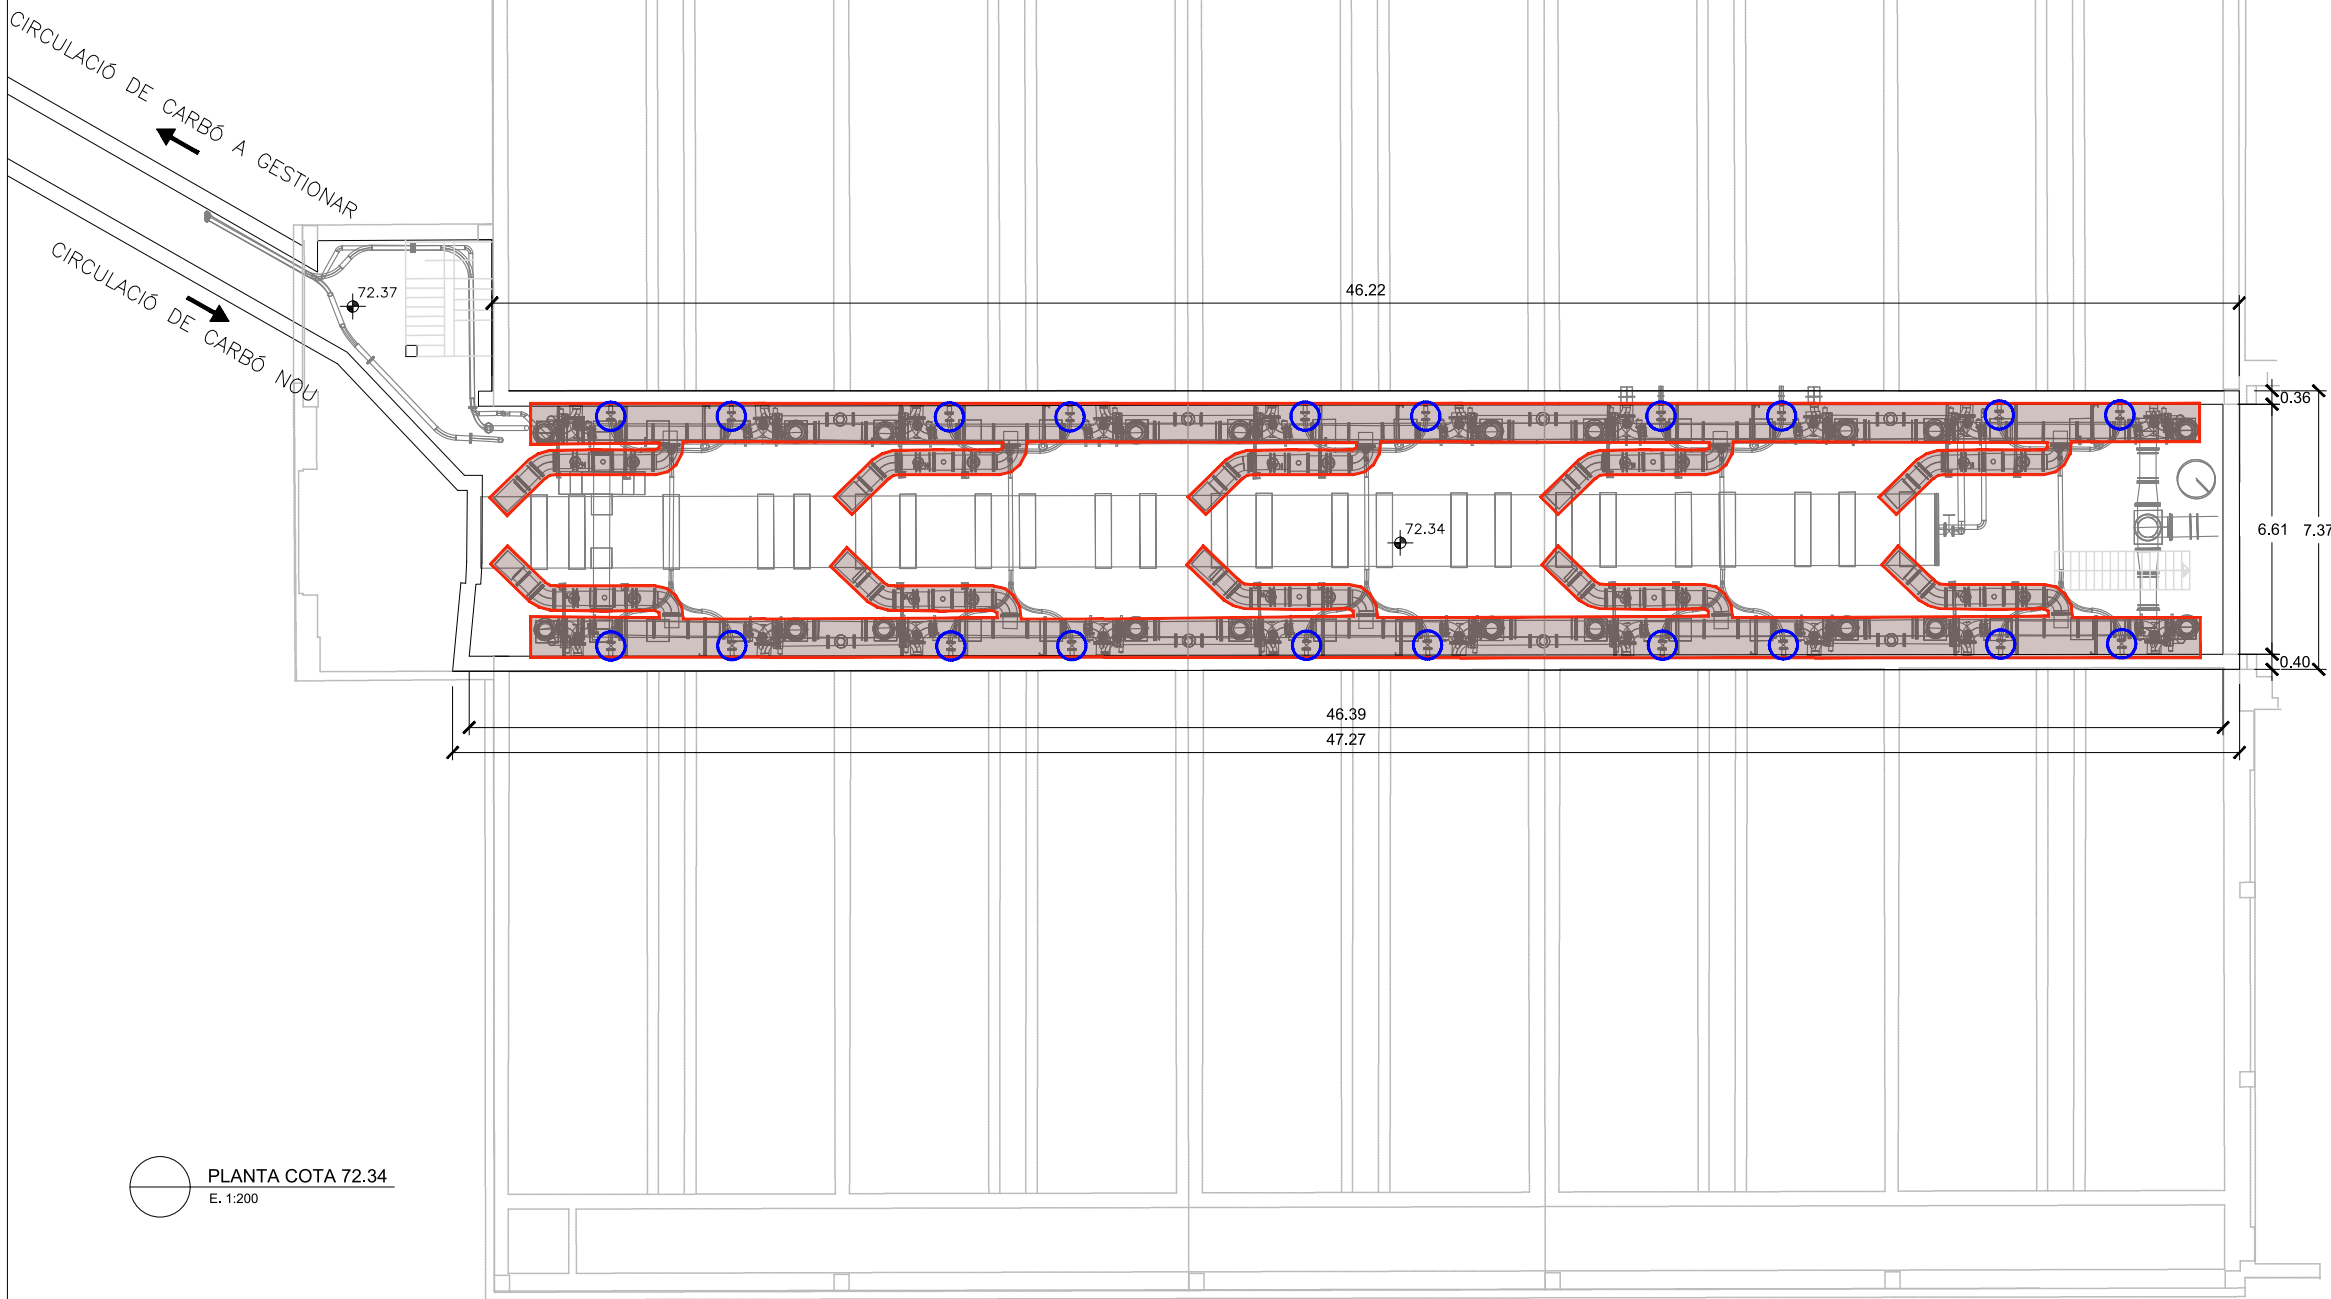 CIRCULACIÓ DE CARBÓ A GESTIONAR
CIRCULACIÓ DE CARBÓ NOU
72.37
46.22
0.36
72.34
6.61
7.37
0.40
46.39
47.27
PLANTA COTA 72.34
E. 1:200